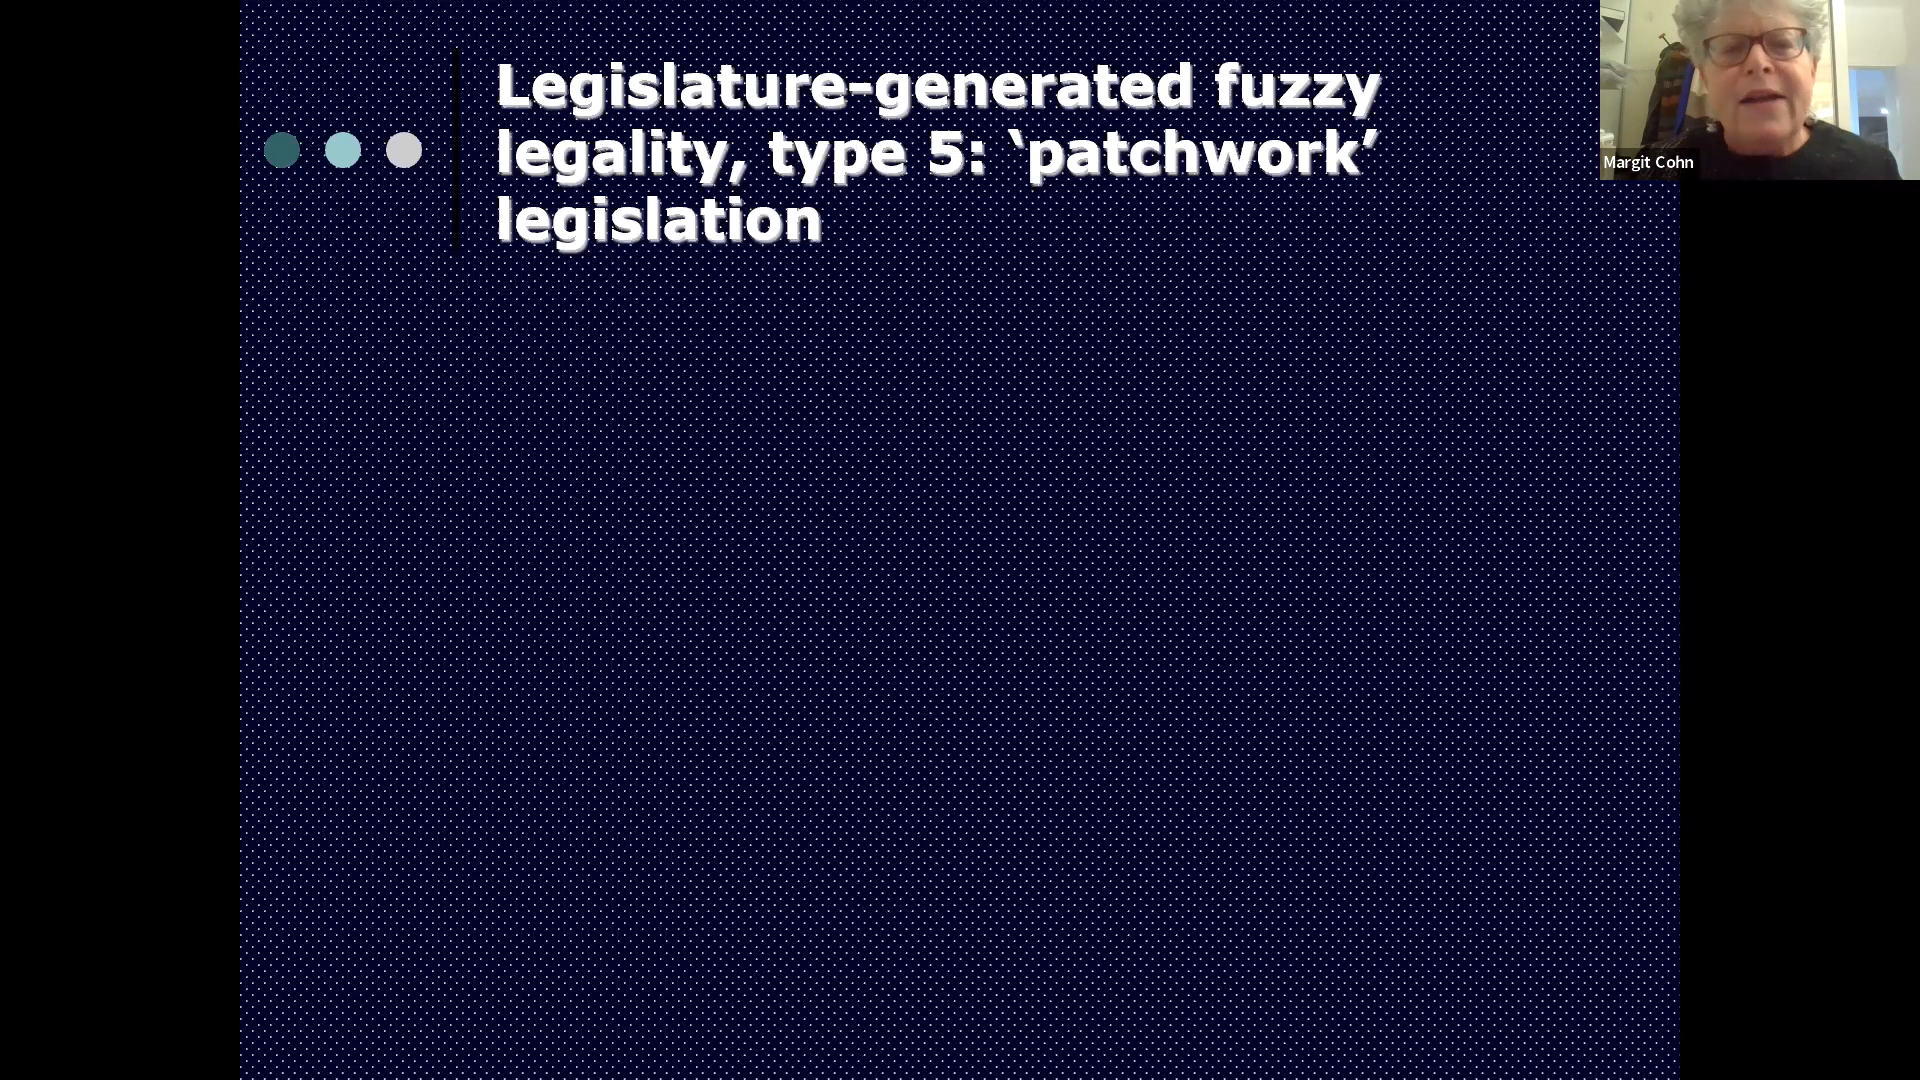 Legislature-generated fuzzy
legality, type 5: ‘patchwork’
legislation
Margit Cohn